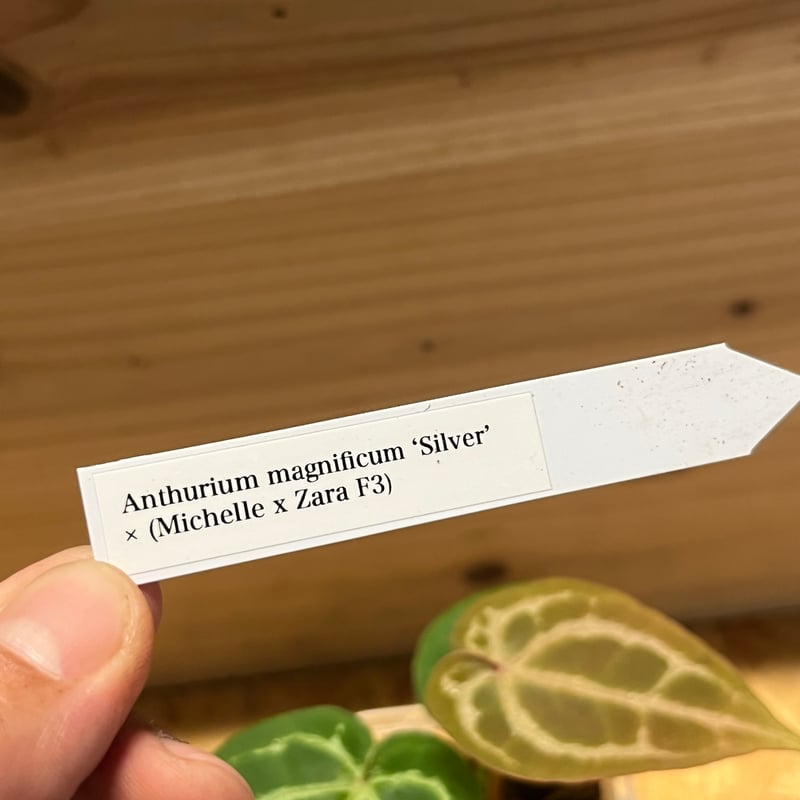 Anthurium magnificum ‘Silver’
× (Michelle x Zara F3)